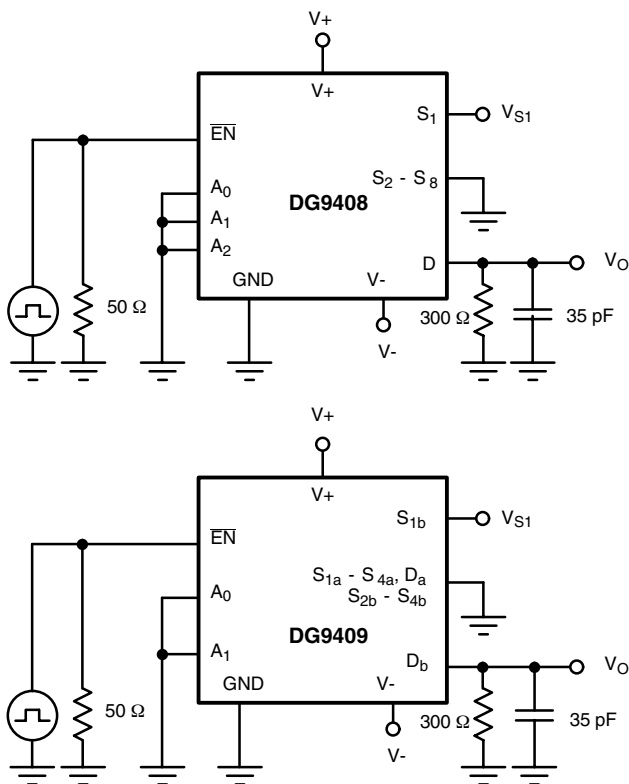 V+
V+
S1
VS1
EN
S2 - S8
A0
A1
DG9408
A2
D
VO
GND
V-
50 Ω
300 Ω
35 pF
V-
V+
V+
S1b
VS1
EN
S1a - S4a, Da
A0
S2b - S4b
DG9409
A1
Db
VO
GND
V-
50 Ω
300 Ω
35 pF
V-